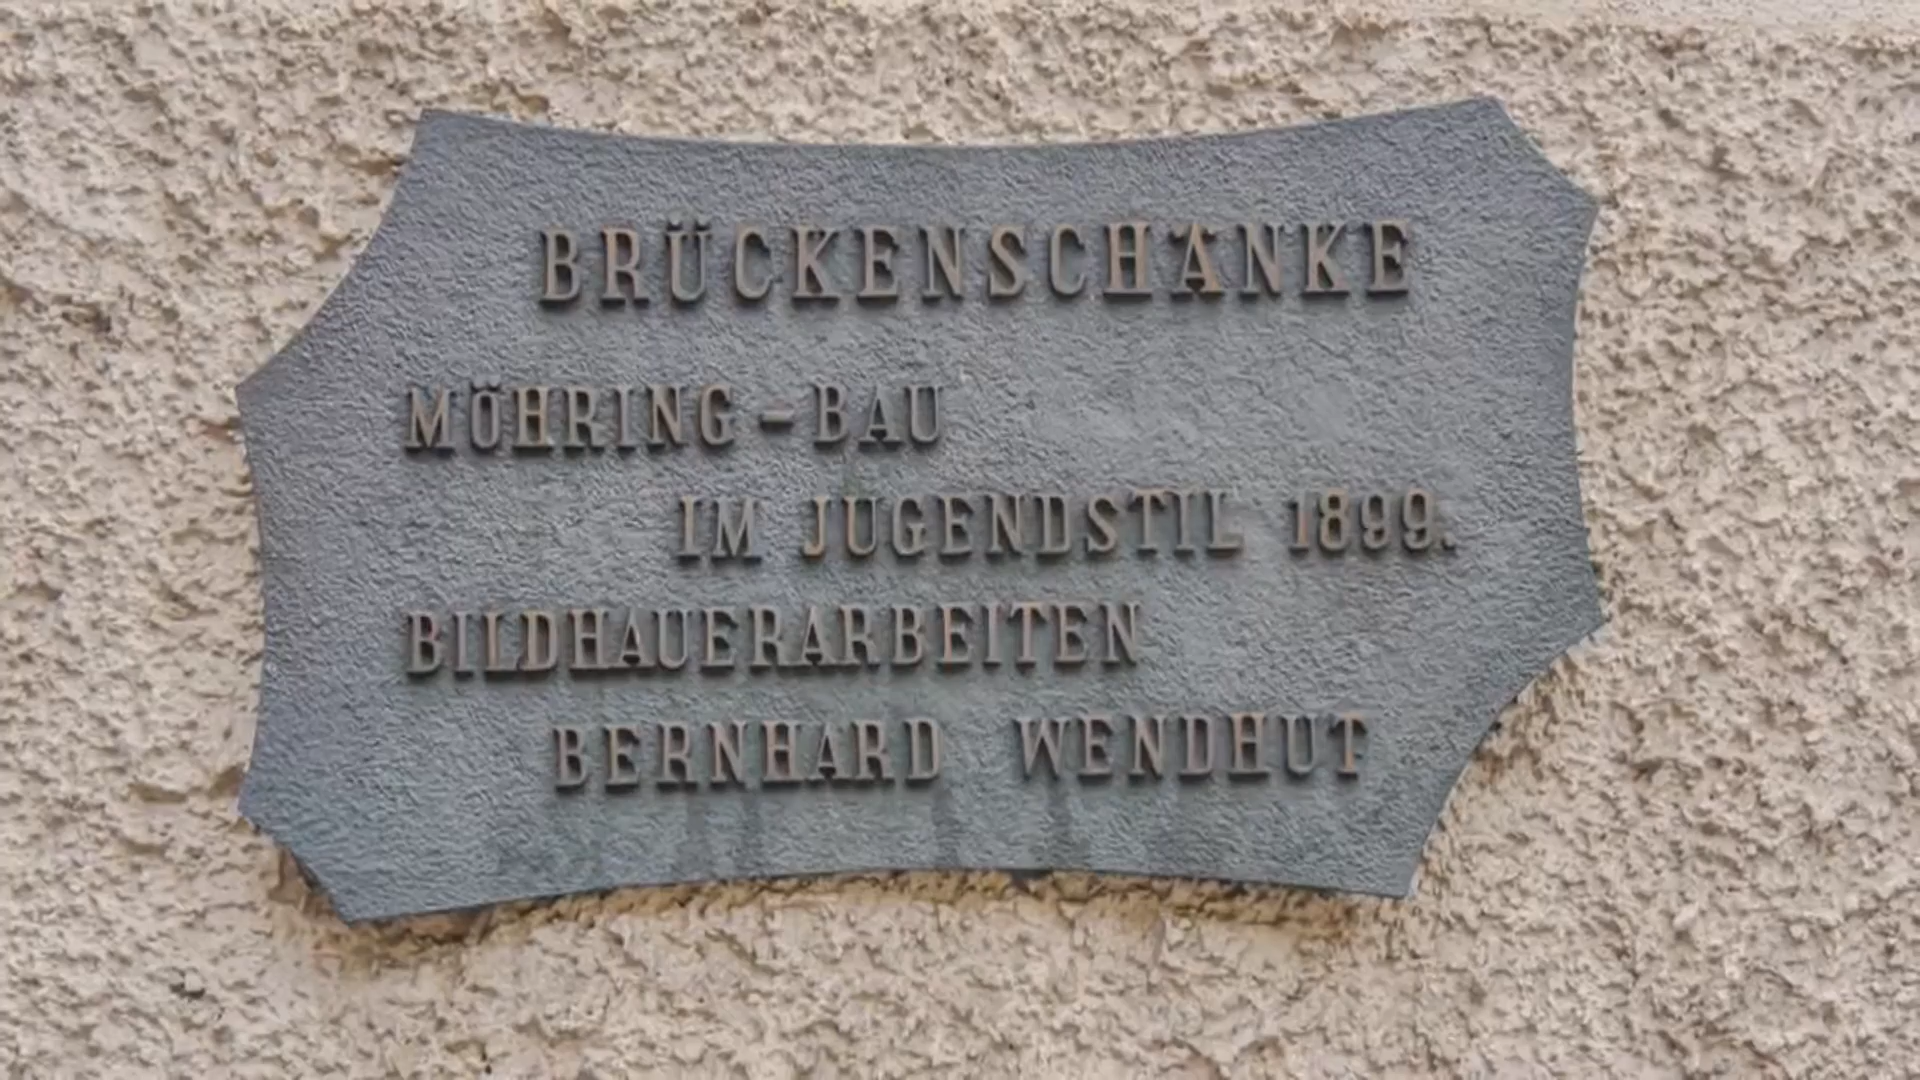 BRÜCKENSCHÄNKE
MÖHRING-BAU
IM JUGENDSTIL 1899.
BILDHAUERARBEITEN
BERNHARD WENDHUT